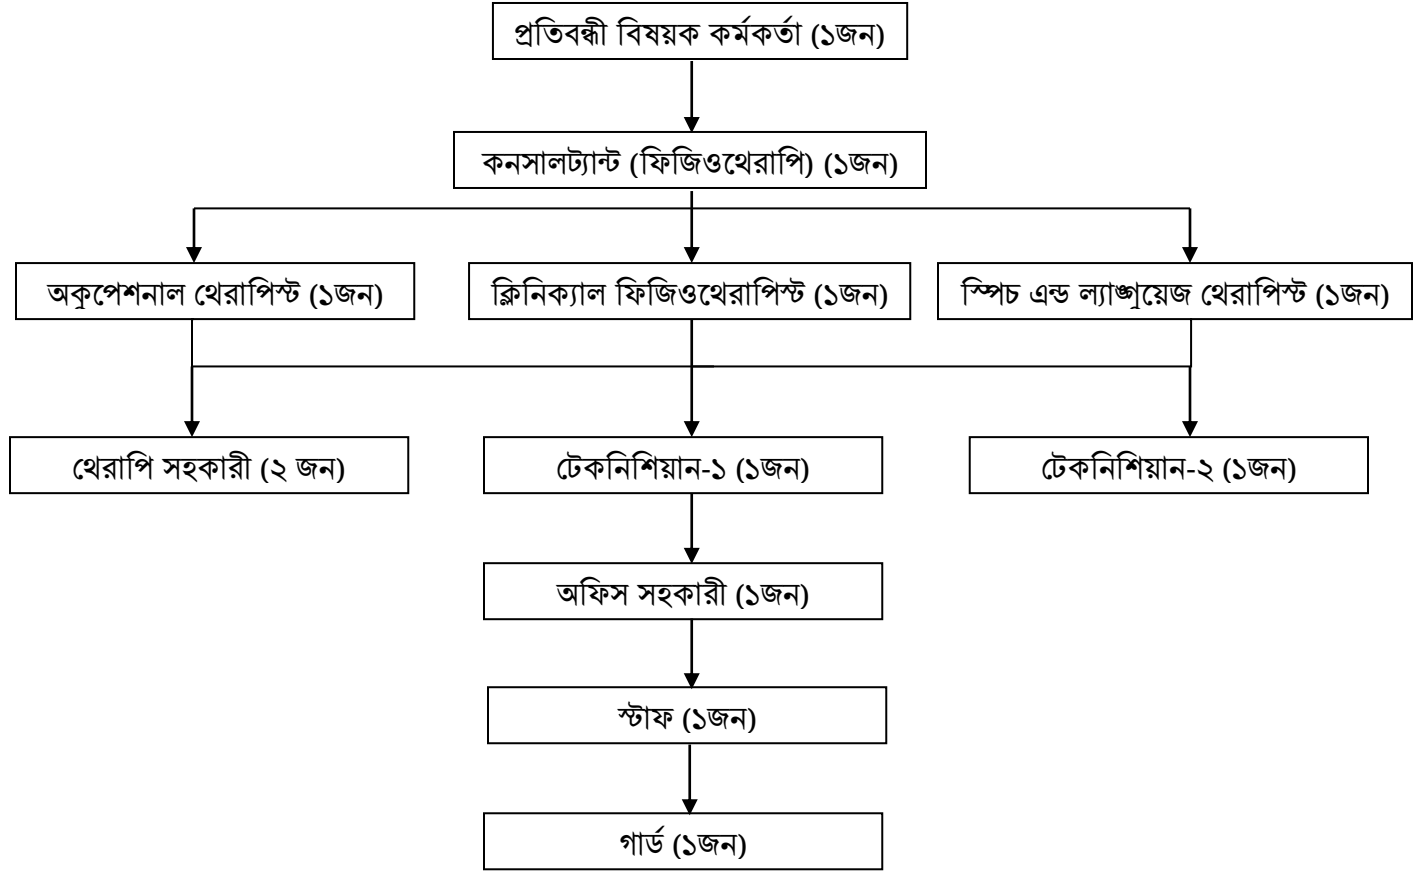 প্রতিবন্ধী বিষয়ক কর্মকর্তা (১জন)
কনসালট্যান্ট (ফিজিওথেরাপি) (১জন)
অকুপেশনাল থেরাপিস্ট (১জন)
ক্লিনিক্যাল ফিজিওথেরাপিস্ট (১জন)
স্পিচ এন্ড ল্যাঙ্গুয়েজ থেরাপিস্ট (১জন)
থেরাপি সহকারী (২ জন)
টেকনিশিয়ান-১ (১জন)
টেকনিশিয়ান-২ (১জন)
অফিস সহকারী (১জন)
স্টাফ (১জন)
গার্ড (১জন)